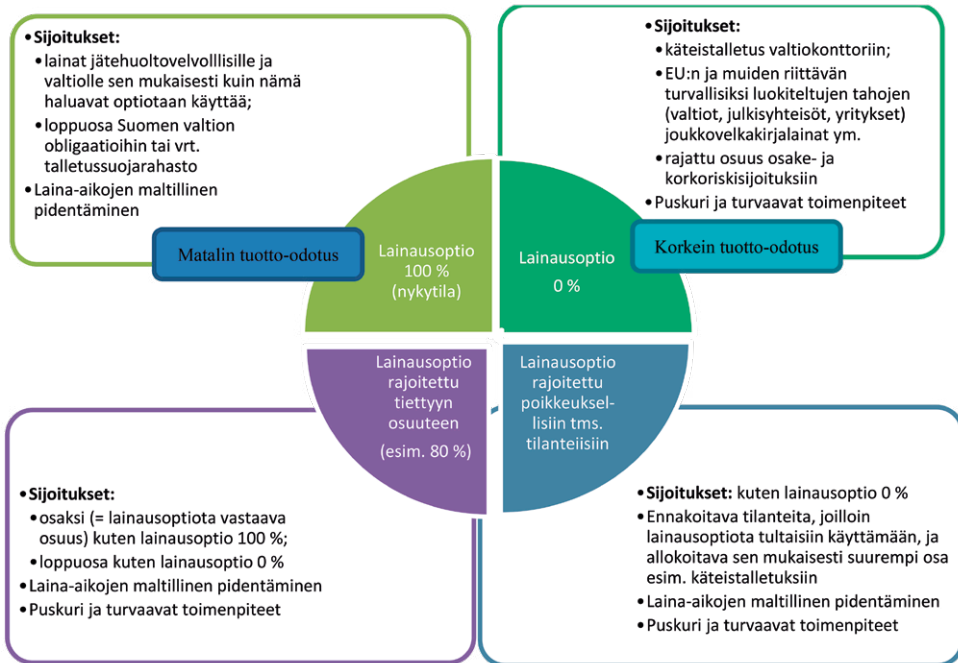 •Sijoitukset:
•lainat jätehuoltovelvolllisille ja
valtiolle sen mukaisesti kuin nämä
haluavat optiotaan käyttää;
•loppuosa Suomen valtion
obligaatioihin tai vrt.
talletussuojarahasto
•Laina-aikojen maltillinen
pidentäminen
Matalin tuotto-odotus
Lainausoptio
100 %
(nykytila)
•Sijoitukset:
•käteistalletus valtiokonttoriin;
•EU:n ja muiden riittävän
turvallisiksi luokiteltujen tahojen
(valtiot, julkisyhteisöt, yritykset)
joukkovelkakirjalainat ym.
•rajattu osuus osake- ja
korkoriskisijoituksiin
•Puskuri ja turvaavat toimenpiteet
Korkein tuotto-odotus
Lainausoptio
0 %
Lainausoptio
rajoitettu
tiettyyn
osuuteen
(esim. 80 %)
Lainausoptio
rajoitettu
poikkeuksel-
lisiin tms.
tilanteiisiin
•Sijoitukset:
•osaksi (= lainausoptiota vastaava
osuus) kuten lainausoptio 100 %;
•loppuosa kuten lainausoptio 0 %
•Laina-aikojen maltillinen pidentäminen
•Puskuri ja turvaavat toimenpiteet
•Sijoitukset: kuten lainausoptio 0 %
•Ennakoitava tilanteita, joilloin
lainausoptiota tultaisiin käyttämään, ja
allokoitava sen mukaisesti suurempi osa
esim. käteistalletuksiin
•Laina-aikojen maltillinen pidentäminen
•Puskuri ja turvaavat toimenpiteet